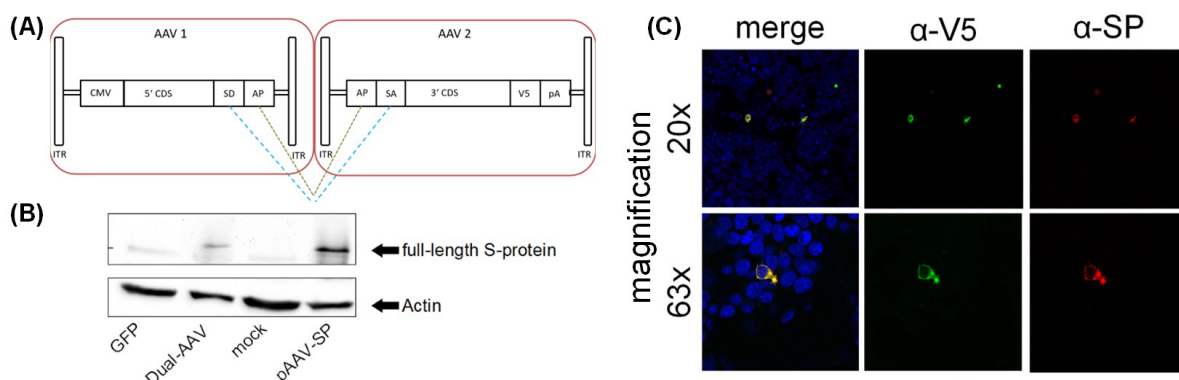 (A)
AAV 1
AAV 2
CMV 5' CDS SD AP
AP SA 3' CDS V5 pA
ITR ITR ITR ITR
(B)
full-length S-protein
Actin
GFP
Dual-AAV
mock
pAAV-SP
(C)
merge α-V5 α-SP
magnification
20x
63x